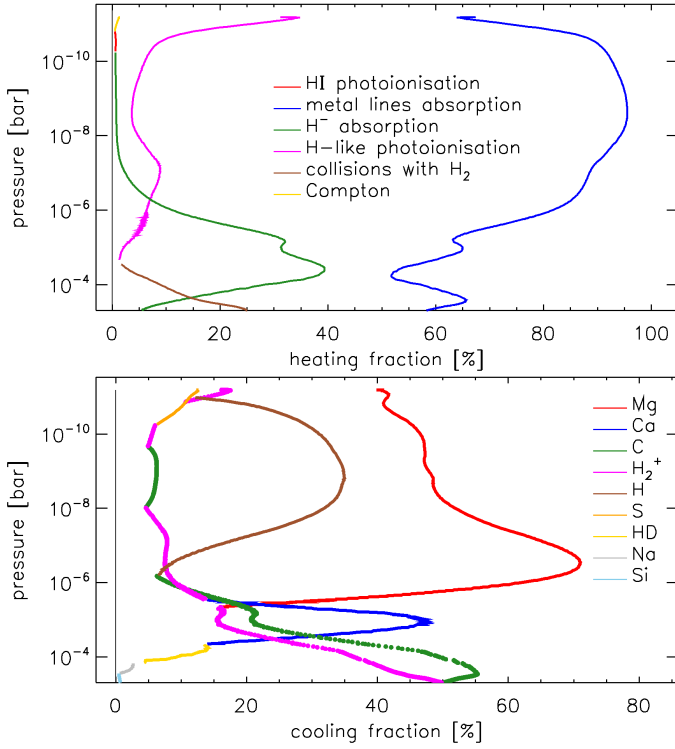 10⁻¹⁰
10⁻⁸
10⁻⁶
10⁻⁴
pressure [bar]
HI photoionisation
metal lines absorption
H⁻ absorption
H−like photoionisation
collisions with H₂
Compton
0 20 40 60 80 100
heating fraction [%]
10⁻¹⁰
10⁻⁸
10⁻⁶
10⁻⁴
pressure [bar]
Mg
Ca
C
H₂⁺
H
S
HD
Na
Si
0 20 40 60 80
cooling fraction [%]